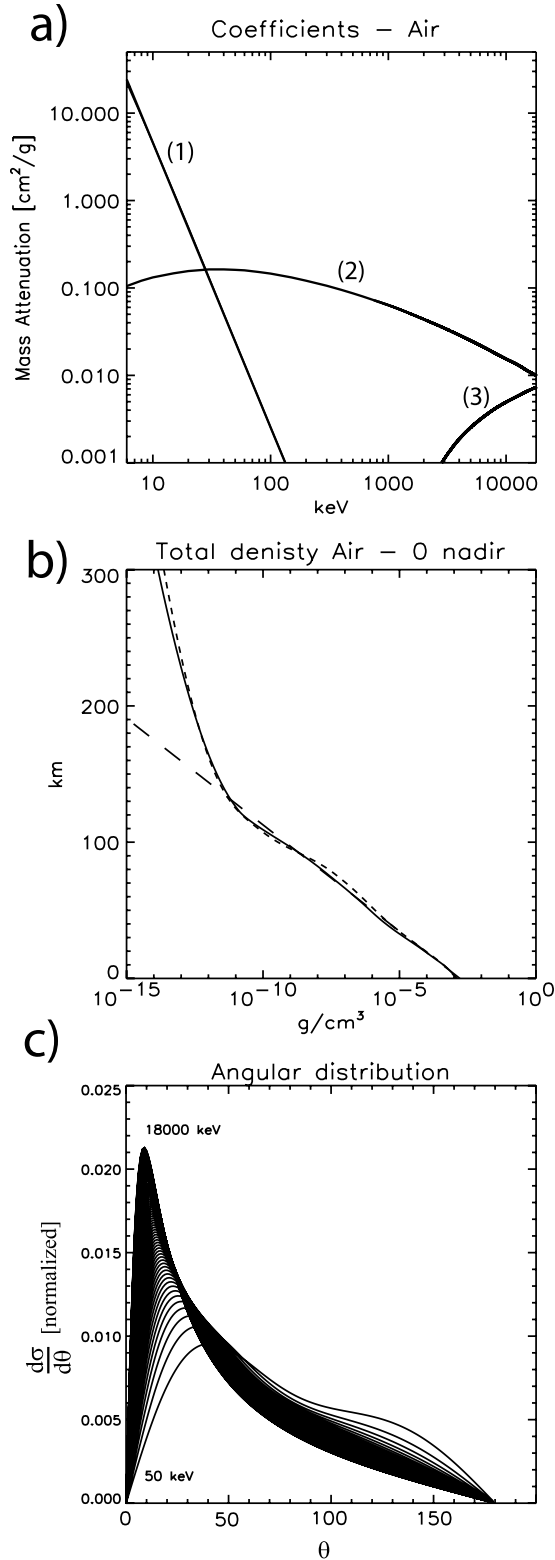 a)
Coefficients – Air
Mass Attenuation [cm²/g]
10.000
1.000
0.100
0.010
0.001
(1)
(2)
(3)
10 100 1000 10000
keV
b)
Total denisty Air – 0 nadir
km
300
200
100
0
10⁻¹⁵ 10⁻¹⁰ 10⁻⁵ 10⁰
g/cm³
c)
Angular distribution
0.025
0.020
0.015
0.010
0.005
0.000
dσ/dθ [normalized]
18000 keV
50 keV
0 50 100 150
θ